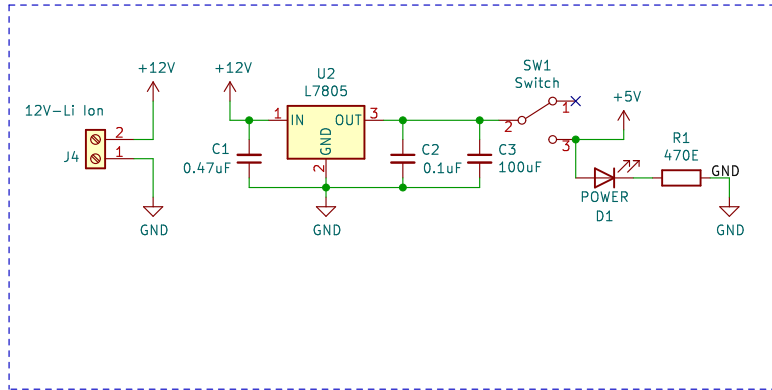 +12V
+12V
U2
L7805
SW1
Switch
+5V
12V-Li Ion
2
1
J4
1
IN
OUT
3
GND
2
2
1
3
C1
0.47uF
C2
0.1uF
C3
100uF
R1
470E
GND
POWER
D1
GND
GND
GND